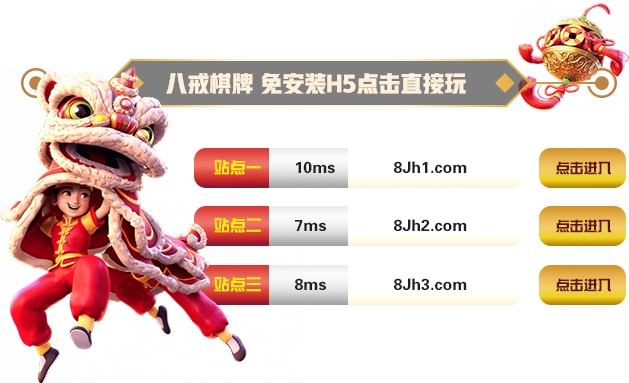 八戒棋牌 免安装H5点击直接玩
站点一 10ms 8Jh1.com 点击进入
站点二 7ms 8Jh2.com 点击进入
站点三 8ms 8Jh3.com 点击进入